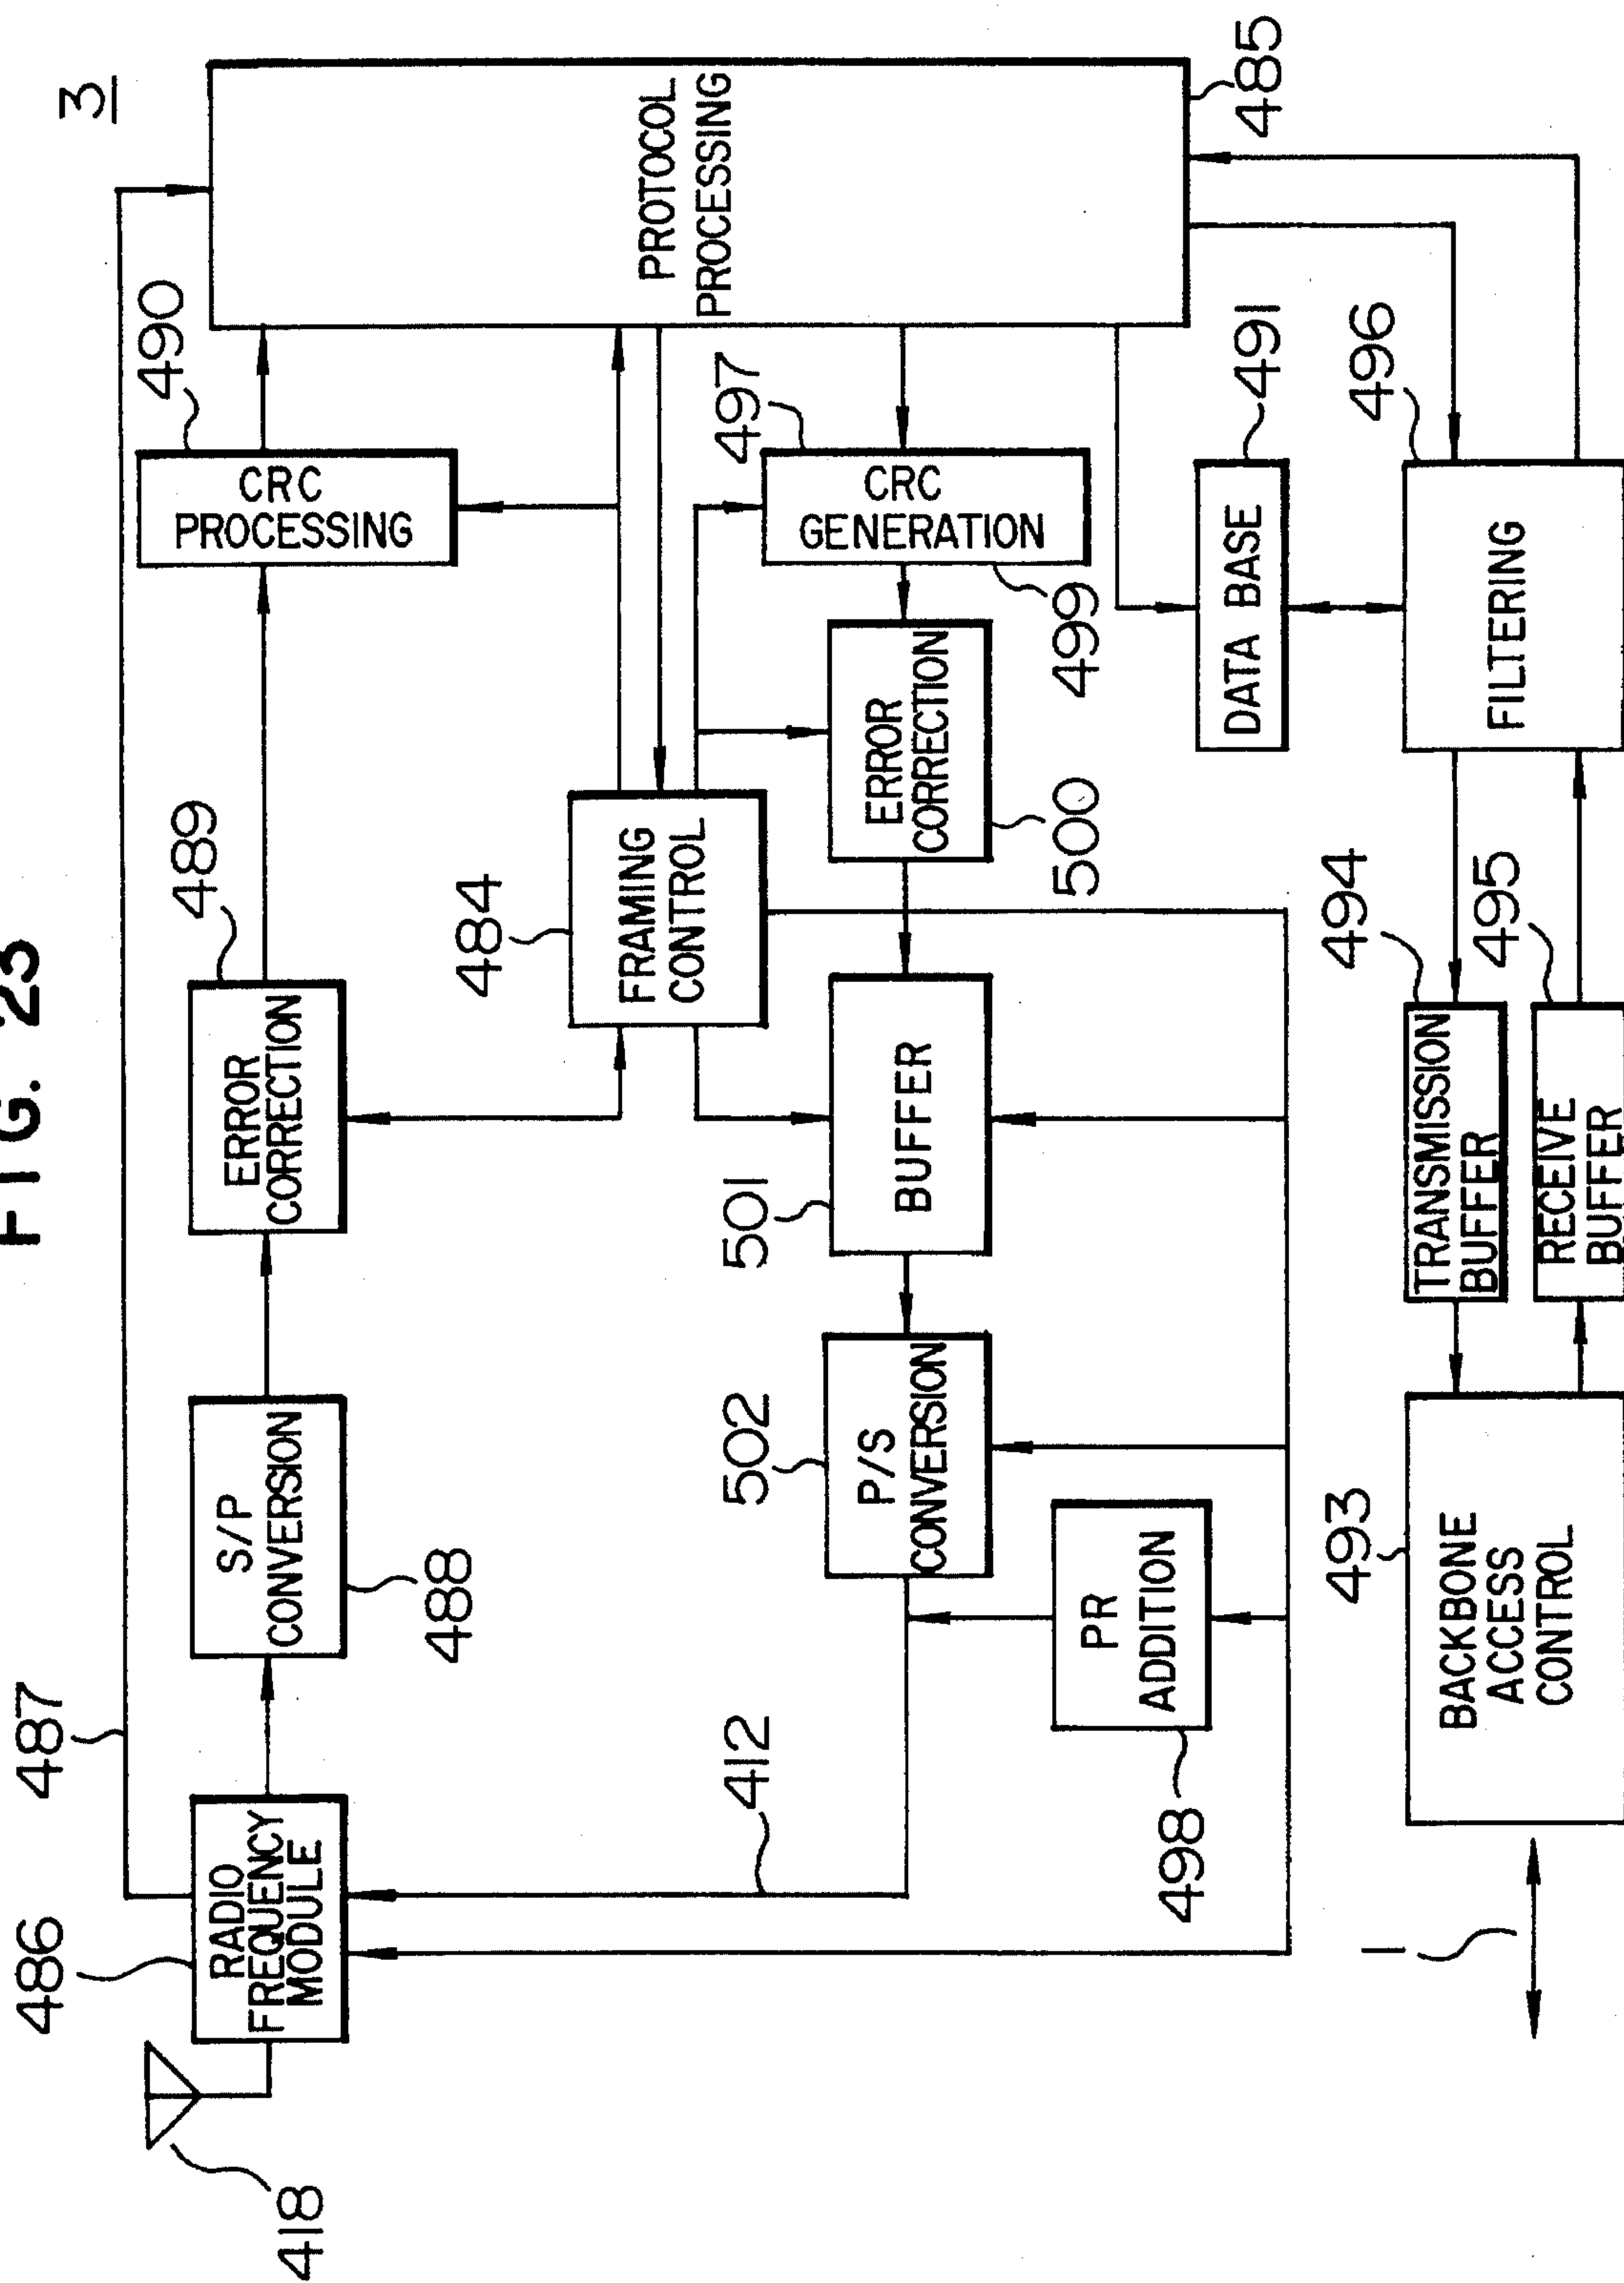 FIG. 23
3
418
486
RADIO
FREQUENCY
MODULE
487
S/P
CONVERSION
488
ERROR
CORRECTION
489
CRC
PROCESSING
490
PROTOCOL
PROCESSING
485
484
FRAMING
CONTROL
497
CRC
GENERATION
499
ERROR
CORRECTION
500
501
BUFFER
502
P/S
CONVERSION
412
PR
ADDITION
498
DATA BASE
491
FILTERING
496
TRANSMISSION
BUFFER
494
RECEIVE
BUFFER
495
BACKBONE
ACCESS
CONTROL
493
1